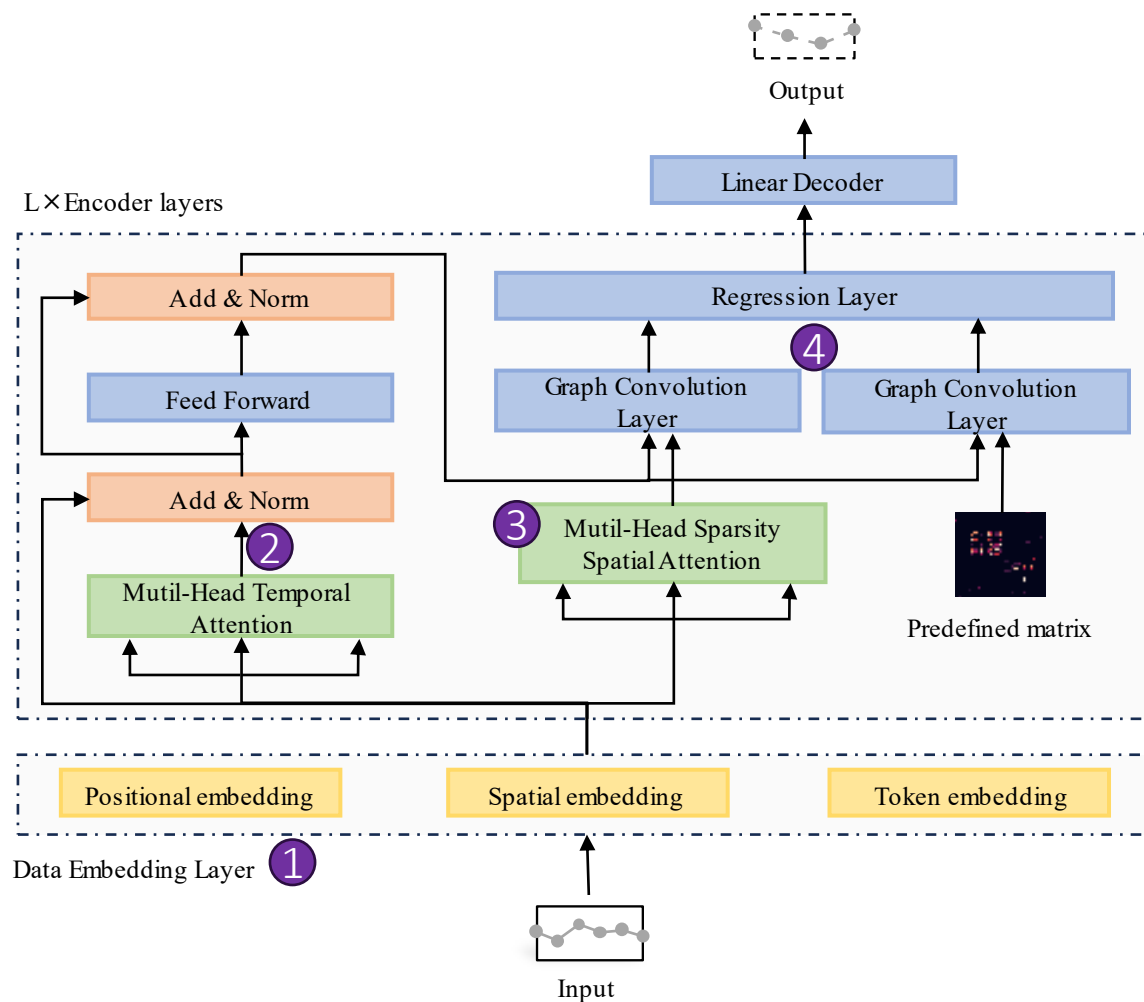 Output
Linear Decoder
L×Encoder layers
Add & Norm
Regression Layer
4
Feed Forward
Graph Convolution
Layer
Graph Convolution
Layer
Add & Norm
2
3
Mutil-Head Sparsity
Spatial Attention
Mutil-Head Temporal
Attention
Predefined matrix
Positional embedding
Spatial embedding
Token embedding
Data Embedding Layer
1
Input